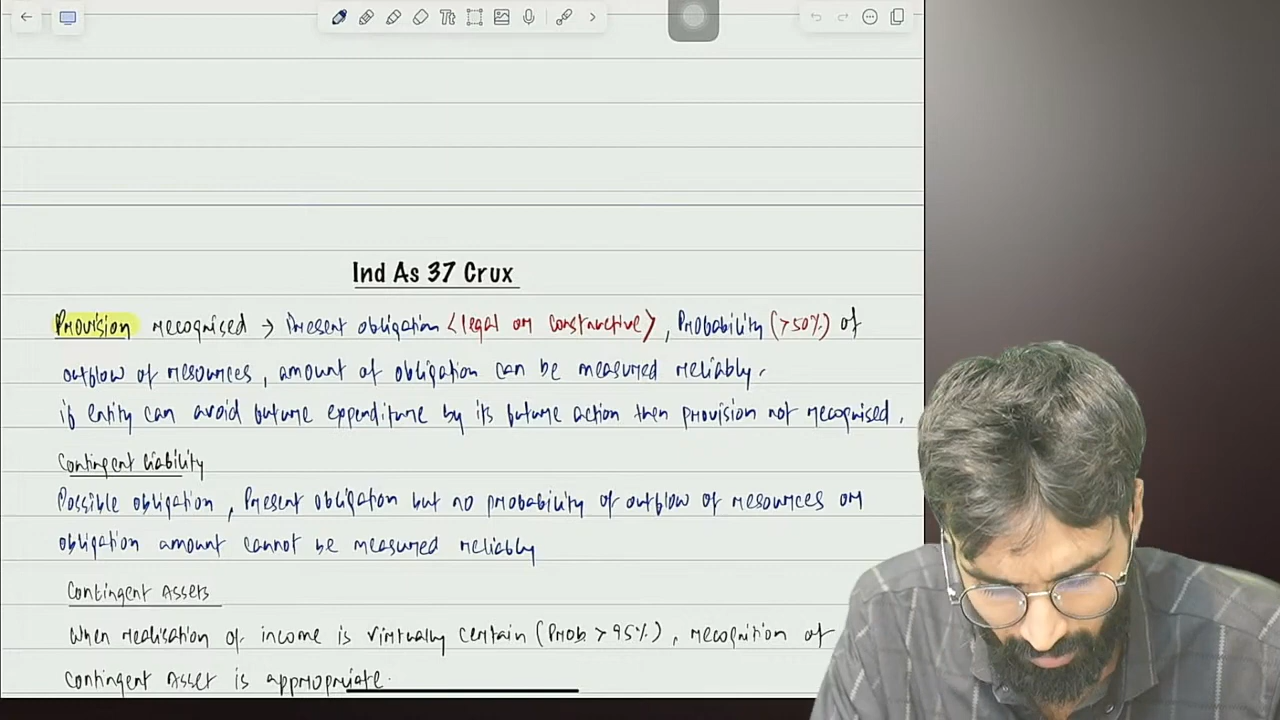 Ind As 37 Crux
Provision recognised → Present obligation <legal or constructive>, Probability (>50%) of
outflow of resources, amount of obligation can be measured reliably.
if entity can avoid future expenditure by its future action then provision not recognised.
Contingent liability
Possible obligation, Present obligation but no probability of outflow of resources or
obligation amount cannot be measured reliably
Contingent Assets
When realisation of income is virtually certain (Prob. > 95%), recognition of
Contingent Asset is appropriate.